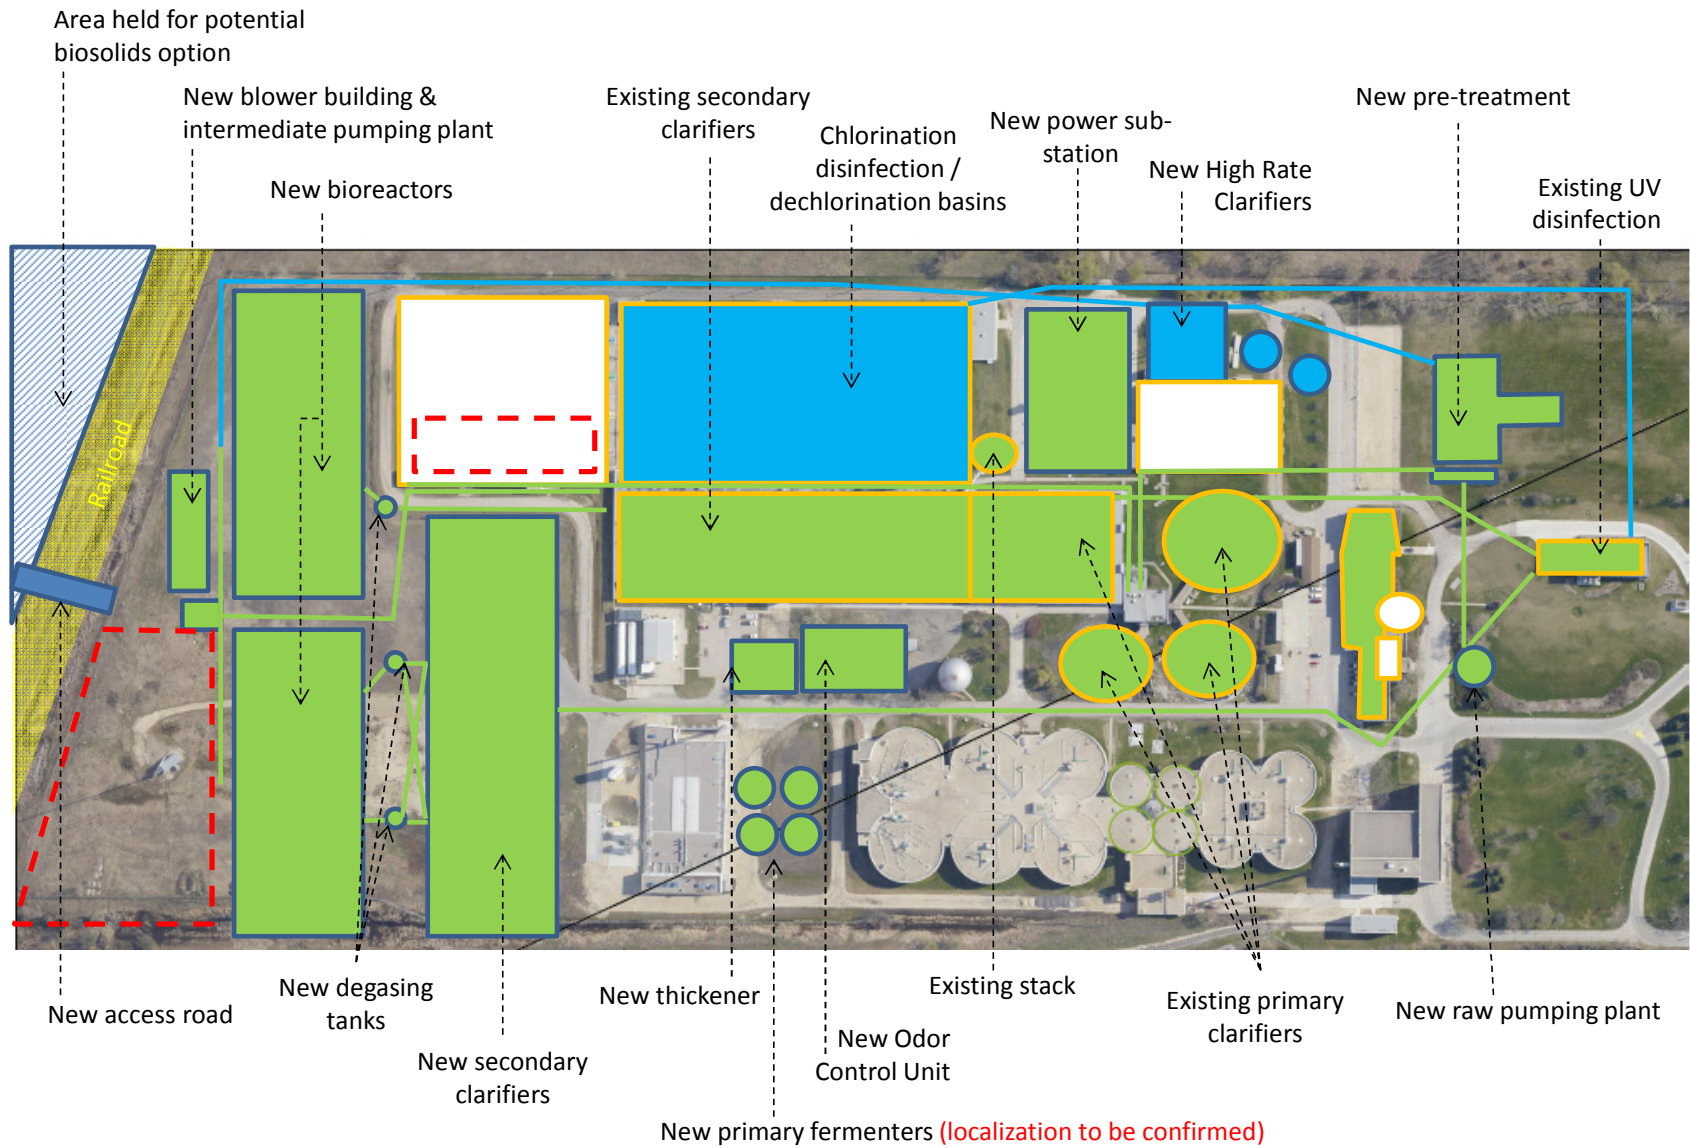 Area held for potential
biosolids option
New blower building &
intermediate pumping plant
New bioreactors
Existing secondary
clarifiers
Chlorination
disinfection /
dechlorination basins
New power sub-
station
New High Rate
Clarifiers
New pre-treatment
Existing UV
disinfection
Railroad
New access road
New degasing
tanks
New secondary
clarifiers
New thickener
New Odor
Control Unit
Existing stack
Existing primary
clarifiers
New raw pumping plant
New primary fermenters (localization to be confirmed)